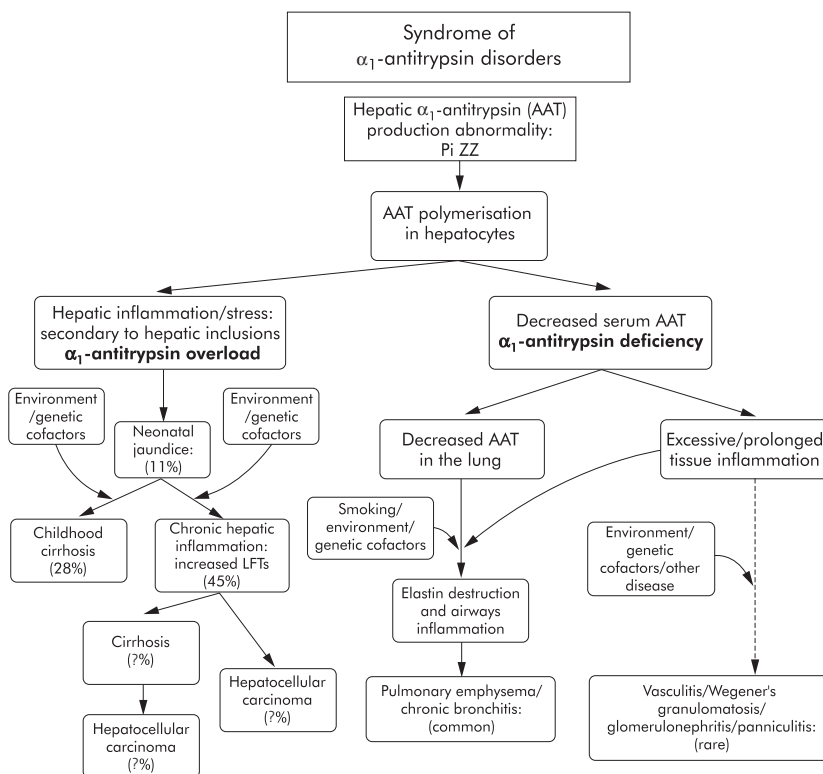 Syndrome of
α1-antitrypsin disorders
Hepatic α1-antitrypsin (AAT)
production abnormality:
Pi ZZ
AAT polymerisation
in hepatocytes
Hepatic inflammation/stress:
secondary to hepatic inclusions
α1-antitrypsin overload
Decreased serum AAT
α1-antitrypsin deficiency
Environment
/genetic
cofactors
Neonatal
jaundice:
(11%)
Environment
/genetic
cofactors
Decreased AAT
in the lung
Excessive/prolonged
tissue inflammation
Childhood
cirrhosis
(28%)
Chronic hepatic
inflammation:
increased LFTs
(45%)
Smoking/
environment/
genetic cofactors
Environment/
genetic
cofactors/other
disease
Elastin destruction
and airways
inflammation
Cirrhosis
(?%)
Hepatocellular
carcinoma
(?%)
Hepatocellular
carcinoma
(?%)
Pulmonary emphysema/
chronic bronchitis:
(common)
Vasculitis/Wegener's
granulomatosis/
glomerulonephritis/panniculitis:
(rare)